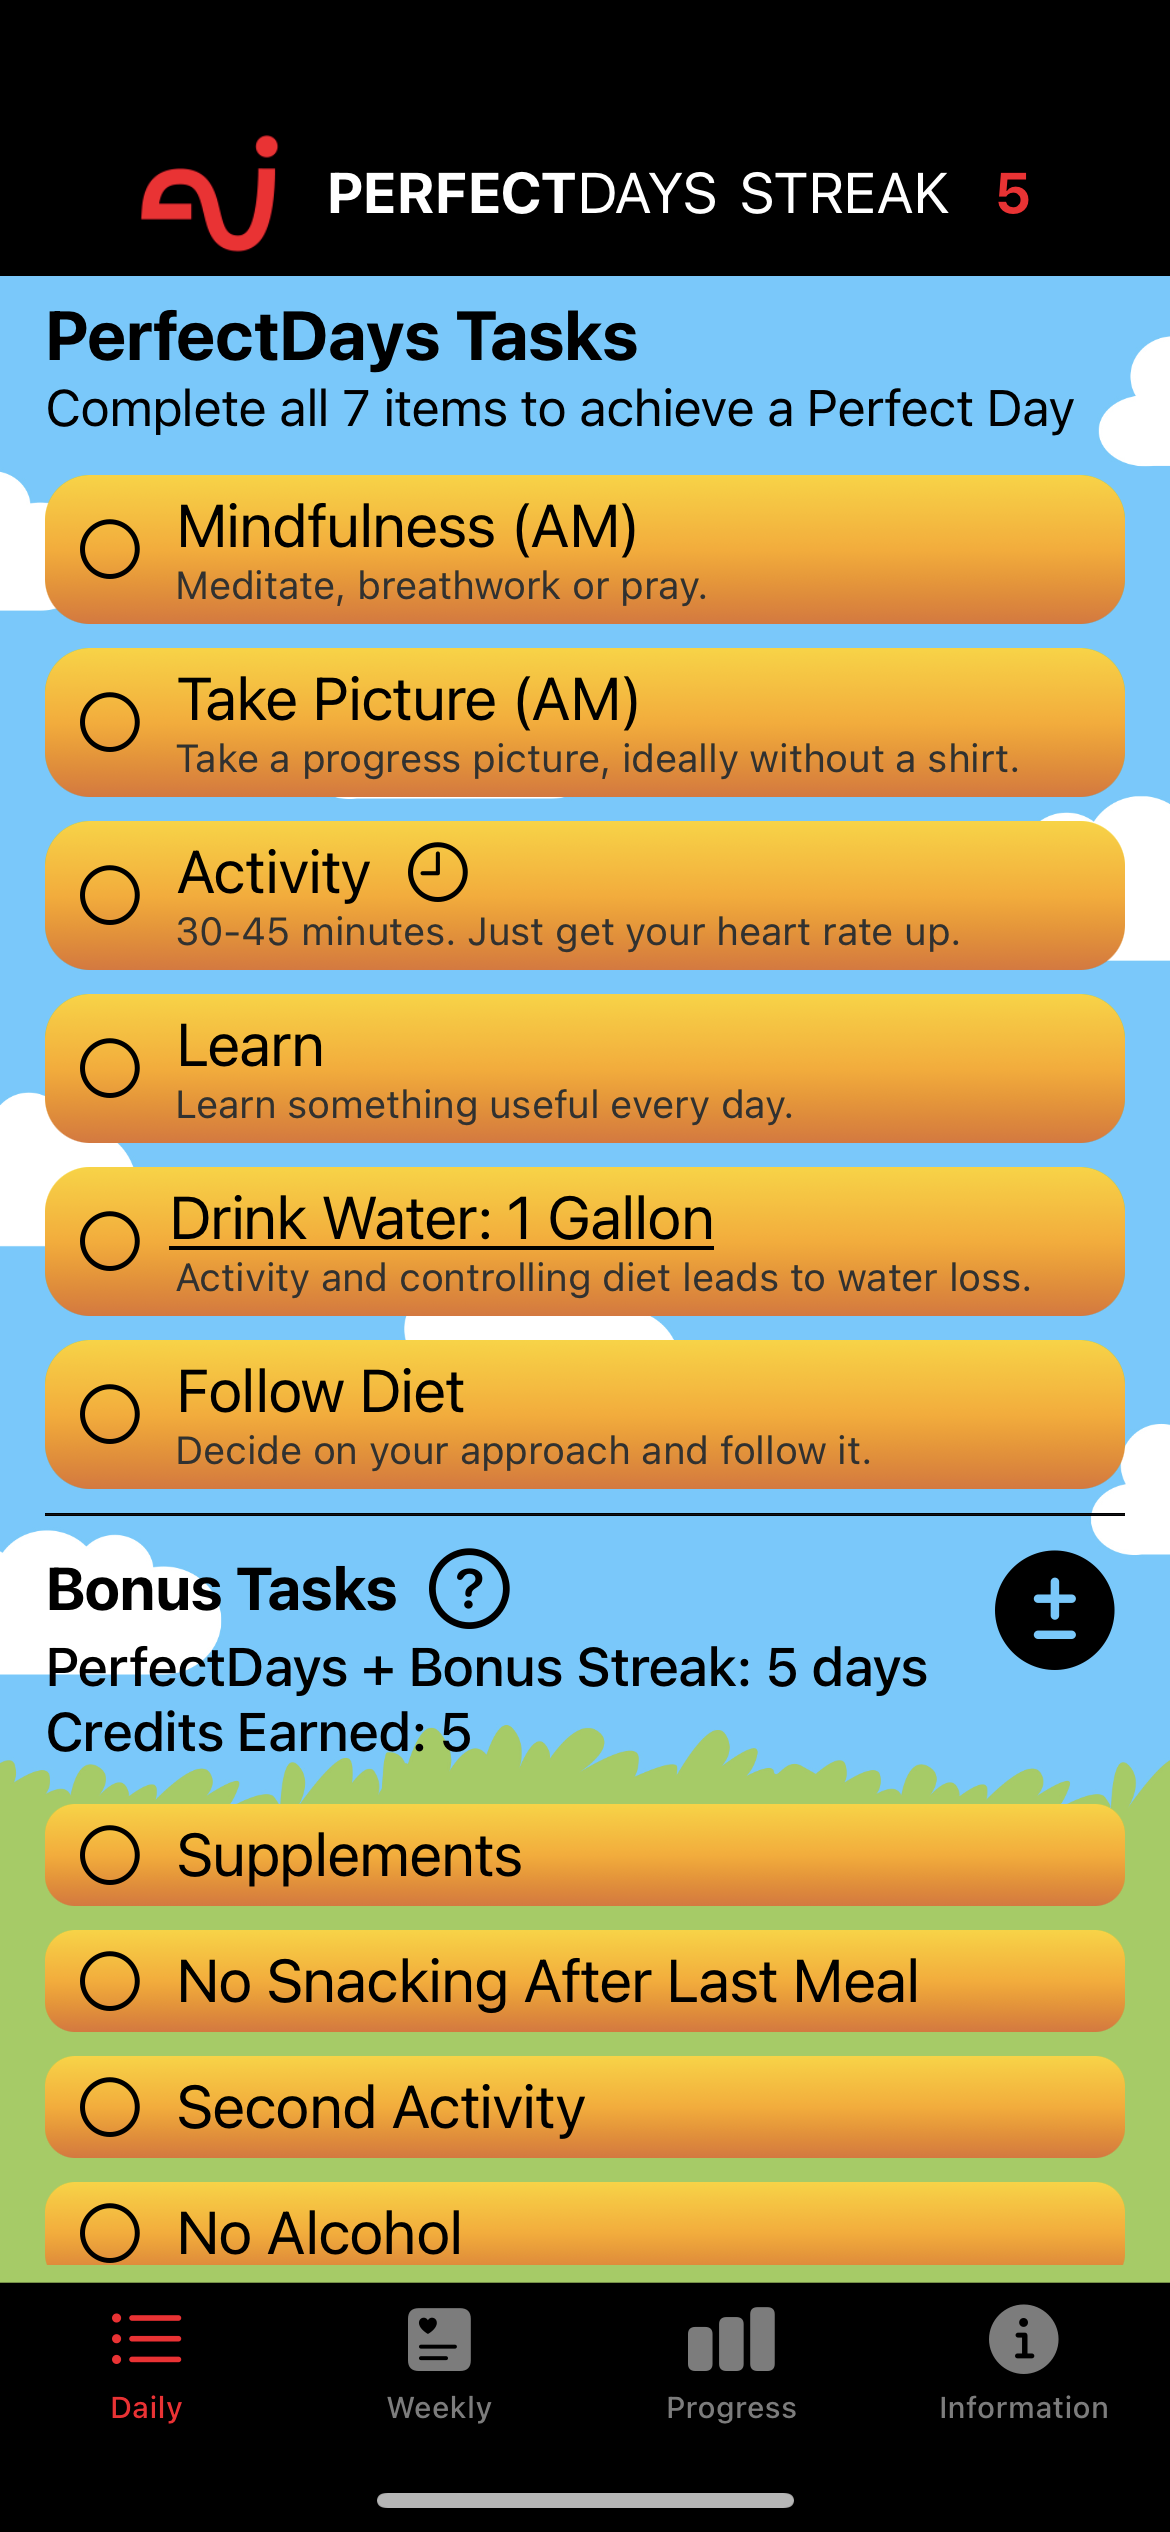 PERFECTDAYS STREAK 5
PerfectDays Tasks
Complete all 7 items to achieve a Perfect Day
Mindfulness (AM)
Meditate, breathwork or pray.
Take Picture (AM)
Take a progress picture, ideally without a shirt.
Activity
30-45 minutes. Just get your heart rate up.
Learn
Learn something useful every day.
Drink Water: 1 Gallon
Activity and controlling diet leads to water loss.
Follow Diet
Decide on your approach and follow it.
Bonus Tasks ?
PerfectDays + Bonus Streak: 5 days
Credits Earned: 5
Supplements
No Snacking After Last Meal
Second Activity
No Alcohol
Daily Weekly Progress Information